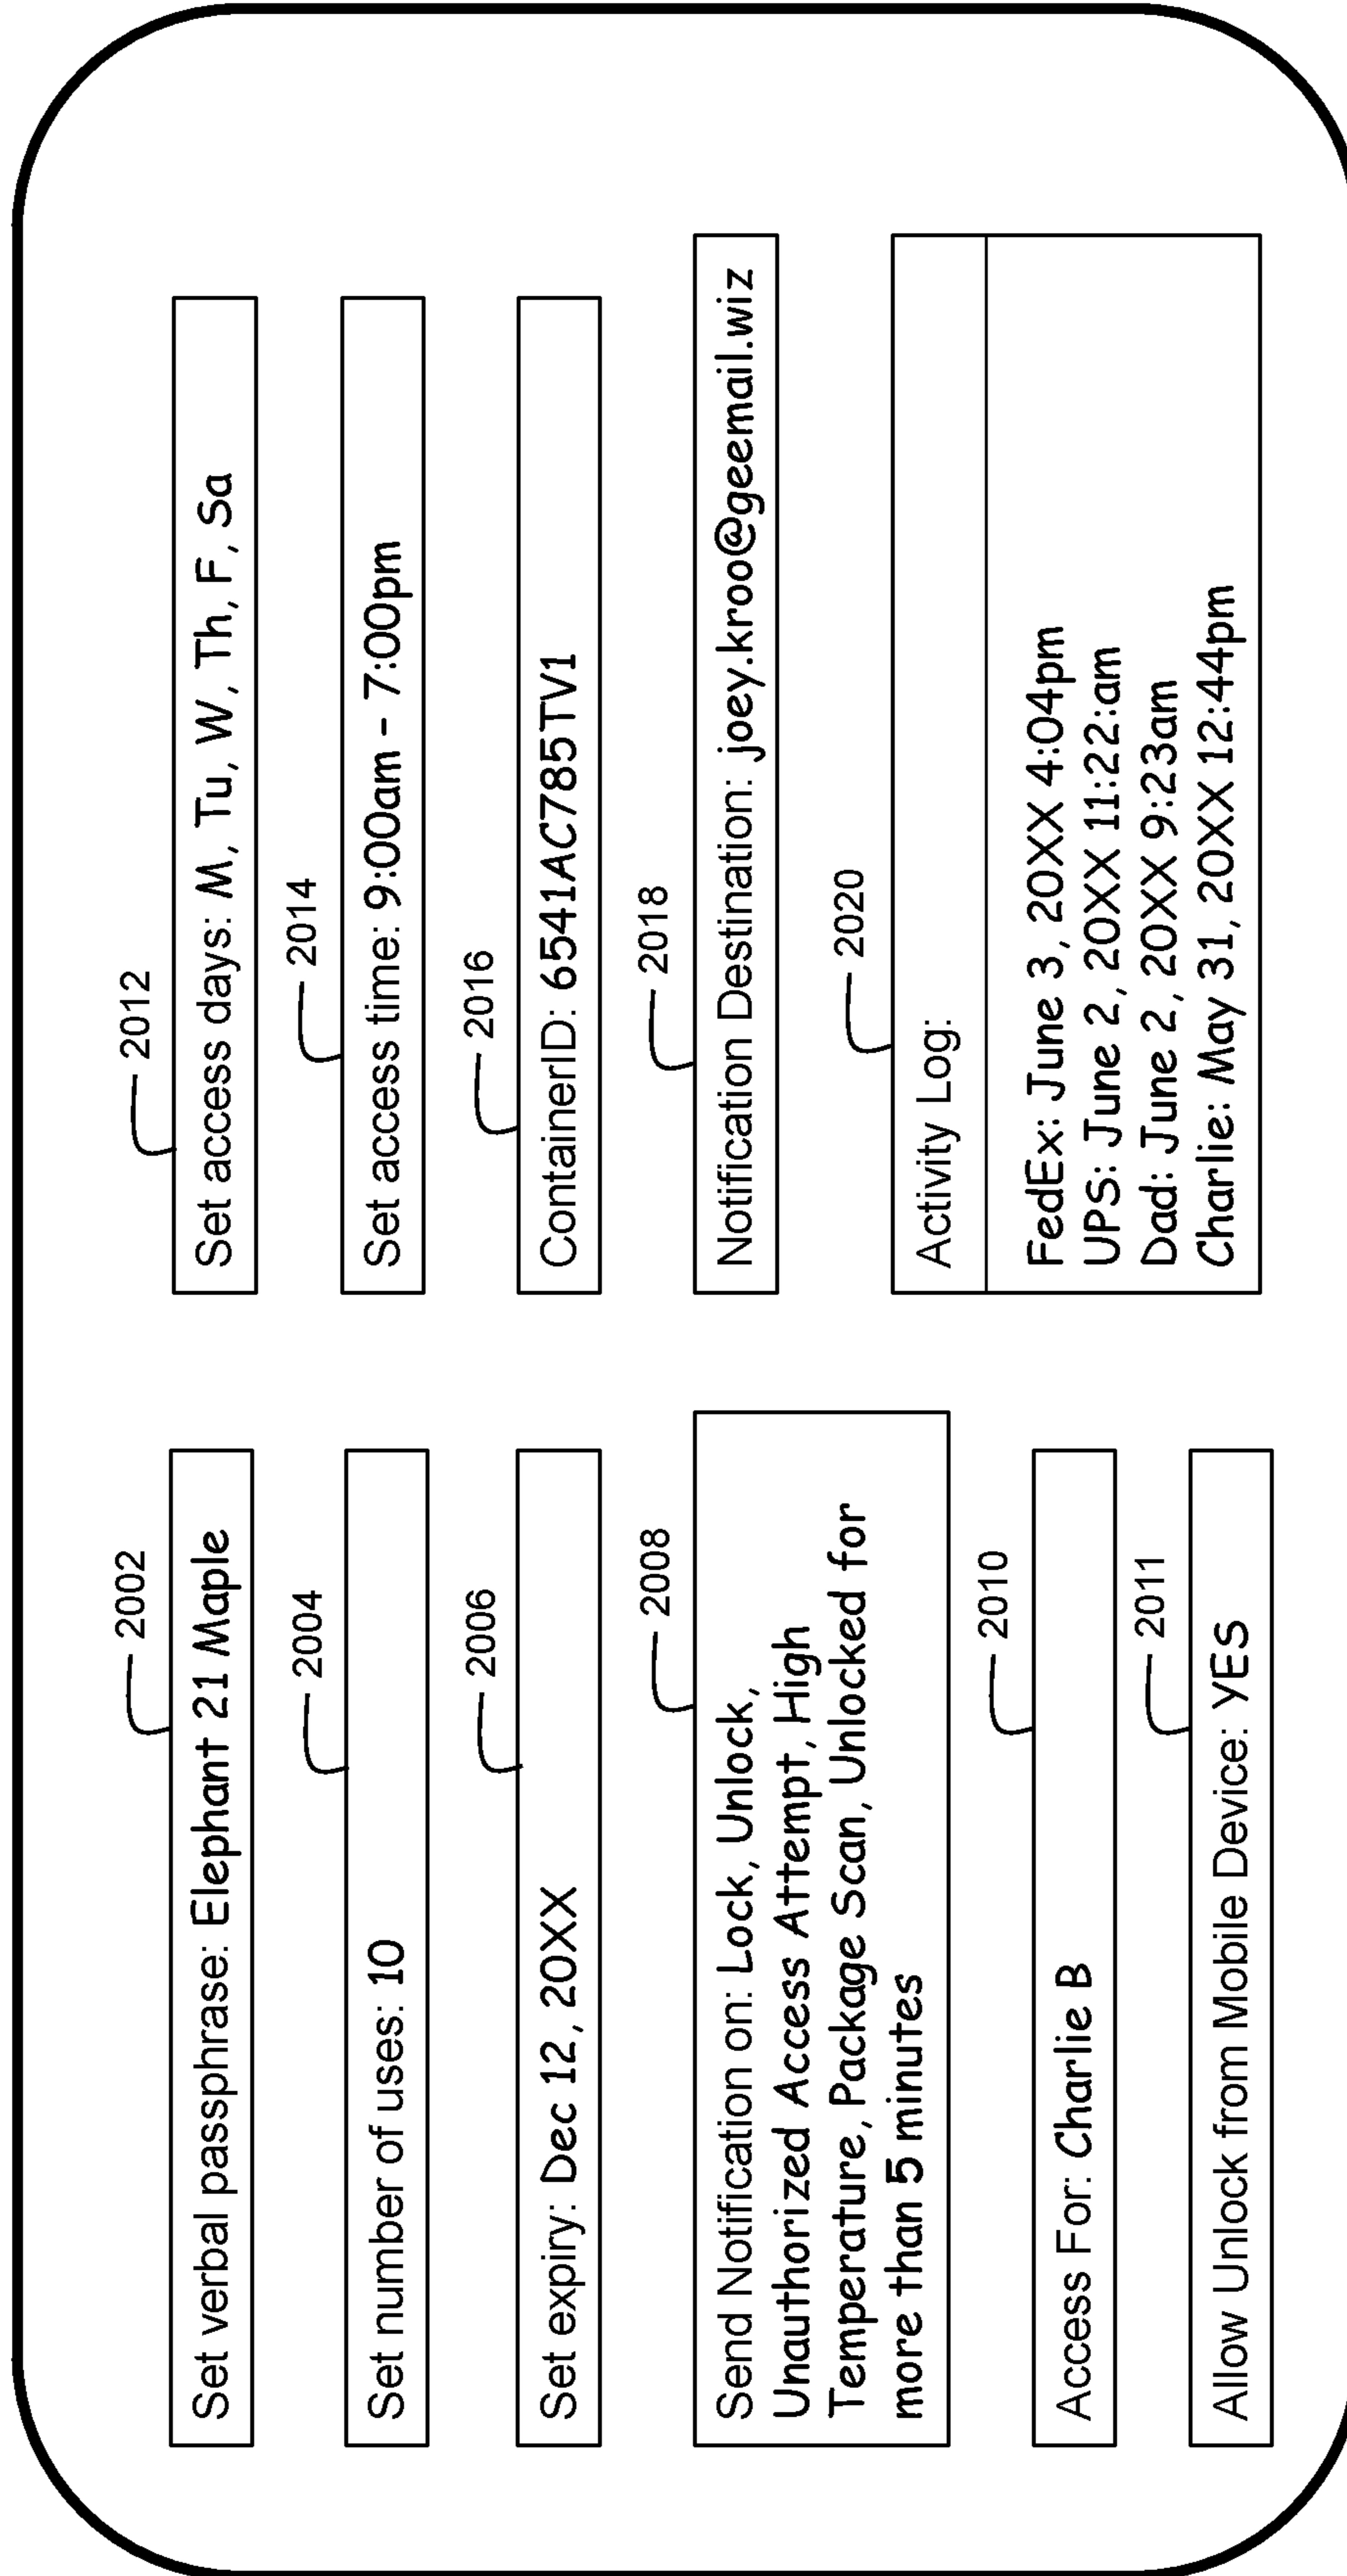 2002
Set verbal passphrase: Elephant 21 Maple
2004
Set number of uses: 10
2006
Set expiry: Dec 12, 20XX
2008
Send Notification on: Lock, Unlock,
Unauthorized Access Attempt, High
Temperature, Package Scan, Unlocked for
more than 5 minutes
2010
Access For: Charlie B
2011
Allow Unlock from Mobile Device: YES
2012
Set access days: M, Tu, W, Th, F, Sa
2014
Set access time: 9:00am - 7:00pm
2016
ContainerID: 6541AC785TV1
2018
Notification Destination: joey.kroo@geemail.wiz
2020
Activity Log:
FedEx: June 3, 20XX 4:04pm
UPS: June 2, 20XX 11:22:am
Dad: June 2, 20XX 9:23am
Charlie: May 31, 20XX 12:44pm